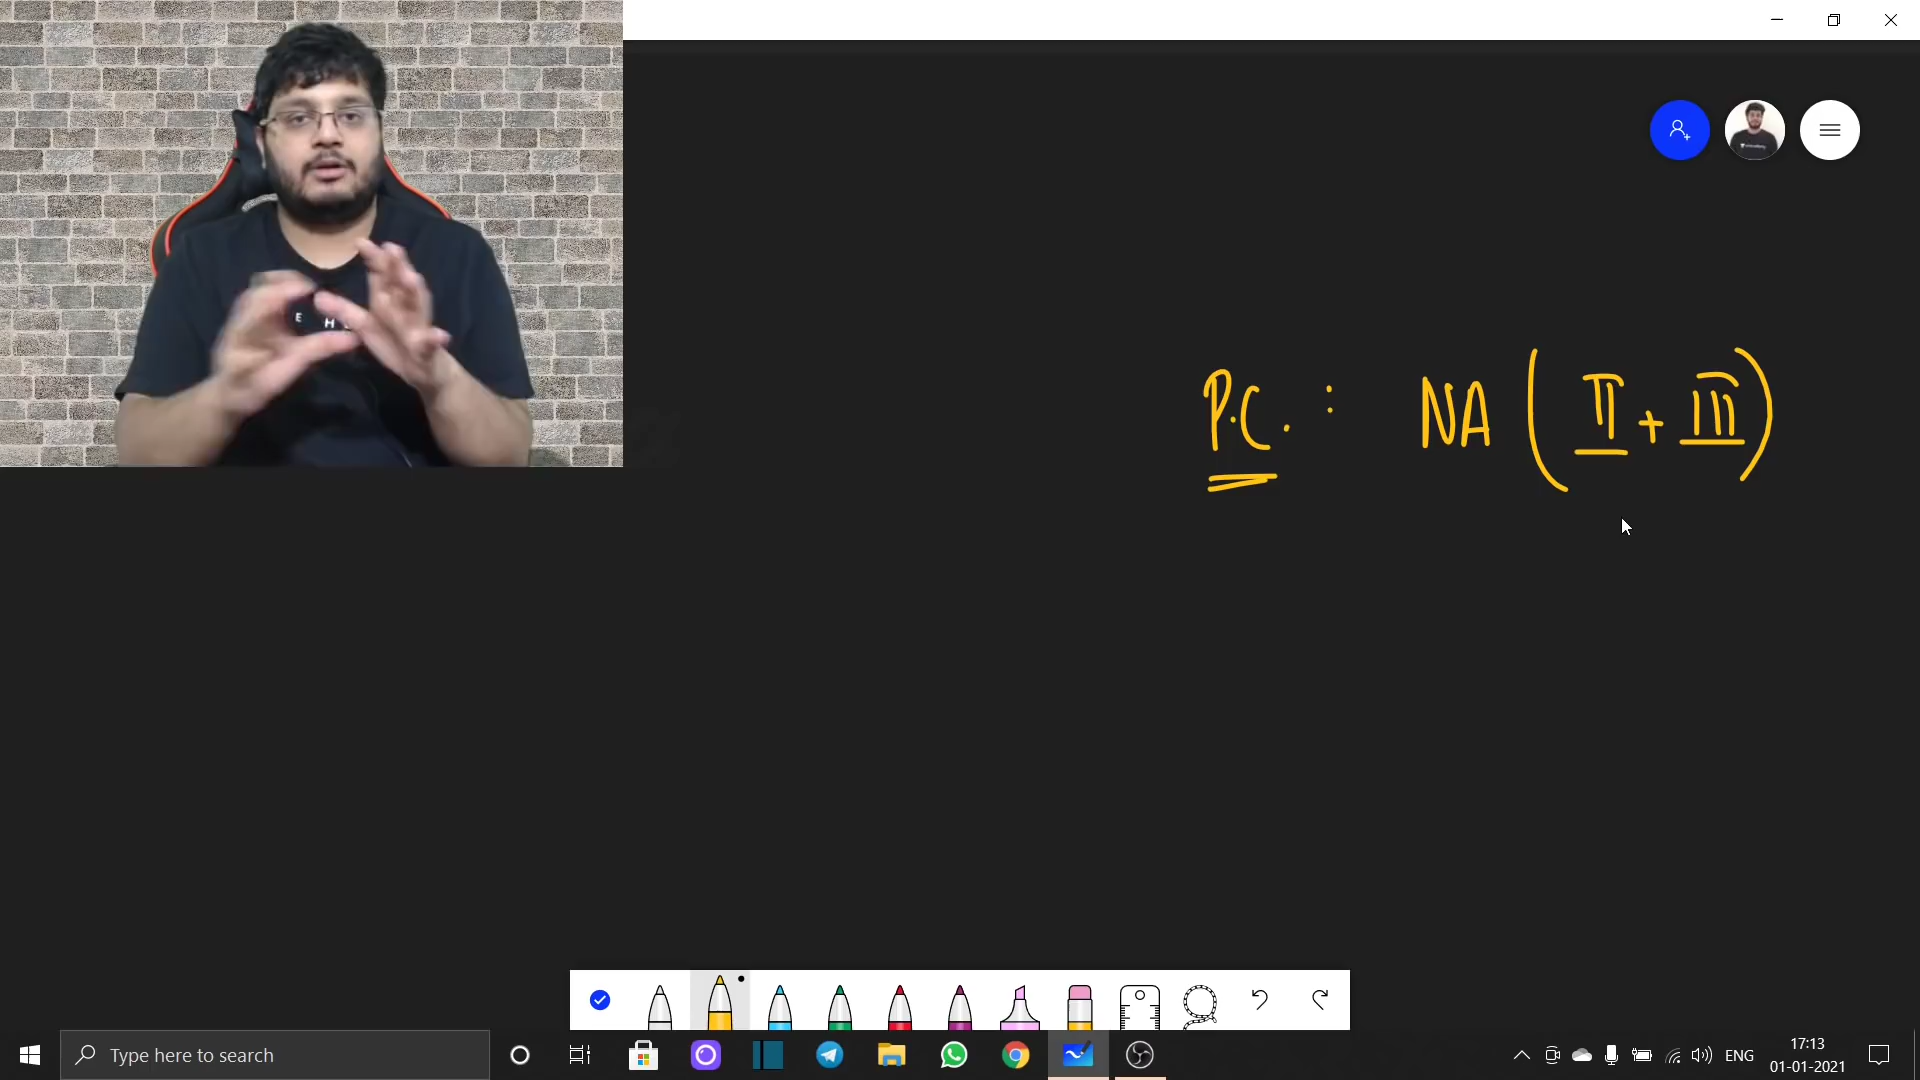 E H
P.C. : NA ( II + III )
Type here to search
ENG
17:13
01-01-2021